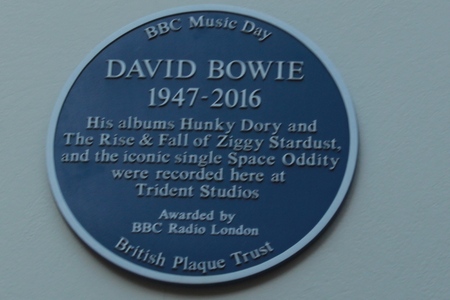 BBC Music Day
DAVID BOWIE
1947-2016
His albums Hunky Dory and
The Rise & Fall of Ziggy Stardust,
and the iconic single Space Oddity
were recorded here at
Trident Studios
Awarded by
BBC Radio London
British Plaque Trust